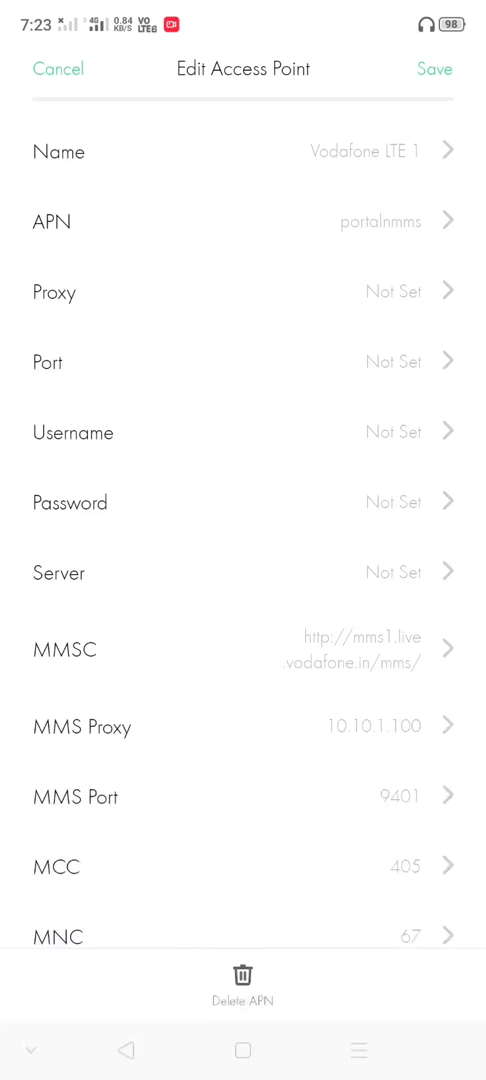 7:23 4G 0.84 KB/S VO LTE 98
Cancel Edit Access Point Save
Name Vodafone LTE 1
APN portalnmms
Proxy Not Set
Port Not Set
Username Not Set
Password Not Set
Server Not Set
MMSC http://mms1.live
.vodafone.in/mms/
MMS Proxy 10.10.1.100
MMS Port 9401
MCC 405
MNC 67
Delete APN